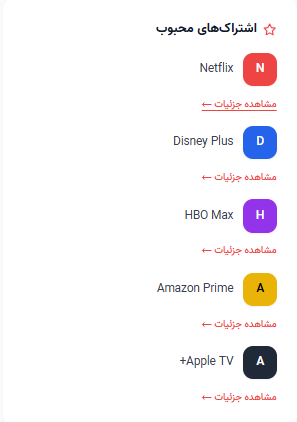 اشتراک‌های محبوب
N Netflix
مشاهده جزئیات ←
D Disney Plus
مشاهده جزئیات ←
H HBO Max
مشاهده جزئیات ←
A Amazon Prime
مشاهده جزئیات ←
A +Apple TV
مشاهده جزئیات ←